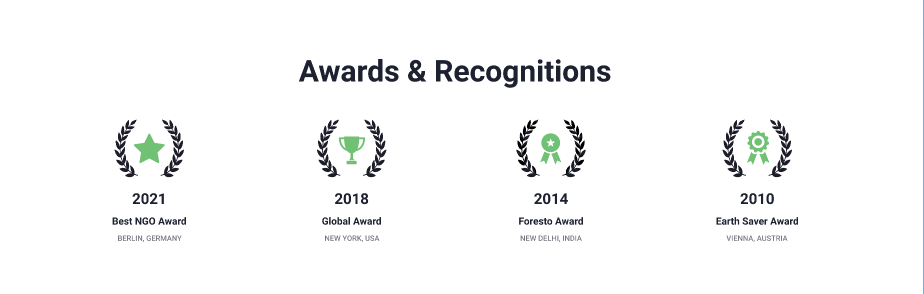 Awards & Recognitions
2021
Best NGO Award
BERLIN, GERMANY
2018
Global Award
NEW YORK, USA
2014
Foresto Award
NEW DELHI, INDIA
2010
Earth Saver Award
VIENNA, AUSTRIA